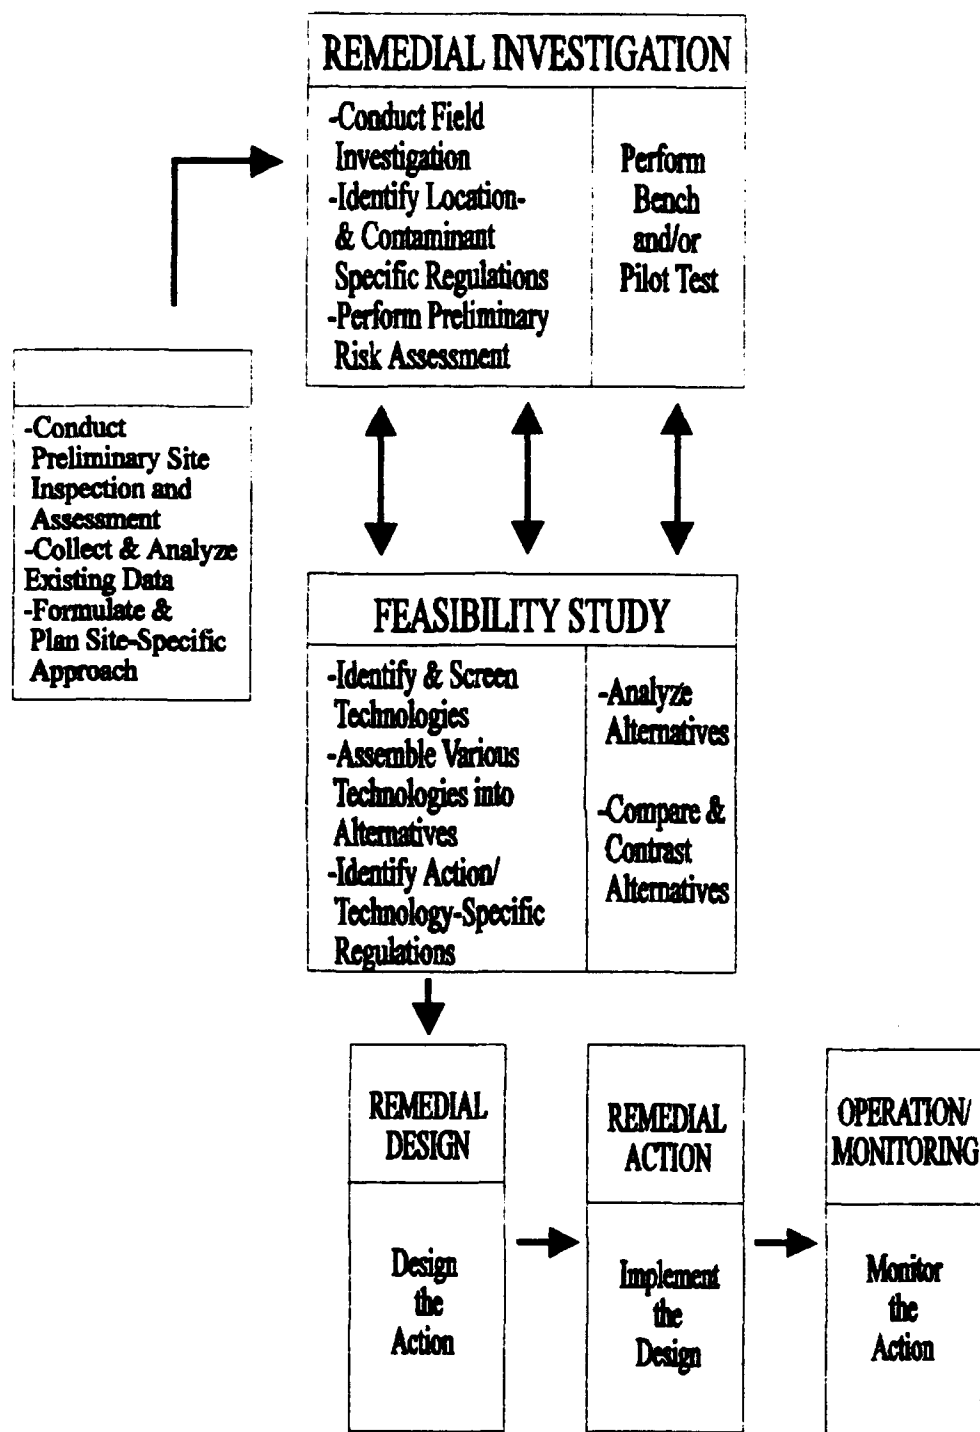 REMEDIAL INVESTIGATION
-Conduct Field
Investigation
-Identify Location-
& Contaminant
Specific Regulations
-Perform Preliminary
Risk Assessment
Perform
Bench
and/or
Pilot Test
-Conduct
Preliminary Site
Inspection and
Assessment
-Collect & Analyze
Existing Data
-Formulate &
Plan Site-Specific
Approach
FEASIBILITY STUDY
-Identify & Screen
Technologies
-Assemble Various
Technologies into
Alternatives
-Identify Action/
Technology-Specific
Regulations
-Analyze
Alternatives
-Compare &
Contrast
Alternatives
REMEDIAL
DESIGN
Design
the
Action
REMEDIAL
ACTION
Implement
the
Design
OPERATION/
MONITORING
Monitor
the
Action